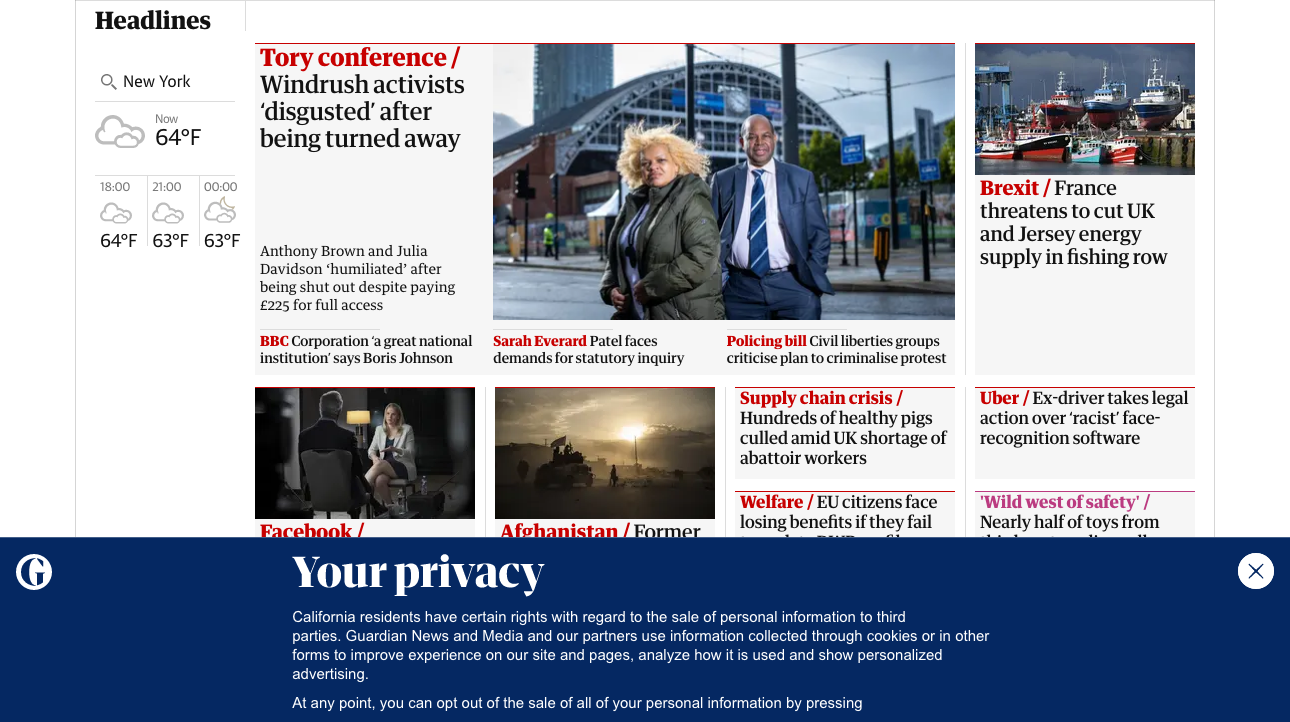 Headlines
New York
Now
64°F
18:00
21:00
00:00
64°F
63°F
63°F
Tory conference /
Windrush activists
‘disgusted’ after
being turned away
Anthony Brown and Julia
Davidson ‘humiliated’ after
being shut out despite paying
£225 for full access
BBC Corporation ‘a great national
institution’ says Boris Johnson
Sarah Everard Patel faces
demands for statutory inquiry
Policing bill Civil liberties groups
criticise plan to criminalise protest
Brexit / France
threatens to cut UK
and Jersey energy
supply in fishing row
Facebook /
Afghanistan / Former
Supply chain crisis /
Hundreds of healthy pigs
culled amid UK shortage of
abattoir workers
Welfare / EU citizens face
losing benefits if they fail
Uber / Ex-driver takes legal
action over ‘racist’ face-
recognition software
'Wild west of safety' /
Nearly half of toys from
Your privacy
California residents have certain rights with regard to the sale of personal information to third
parties. Guardian News and Media and our partners use information collected through cookies or in other
forms to improve experience on our site and pages, analyze how it is used and show personalized
advertising.
At any point, you can opt out of the sale of all of your personal information by pressing